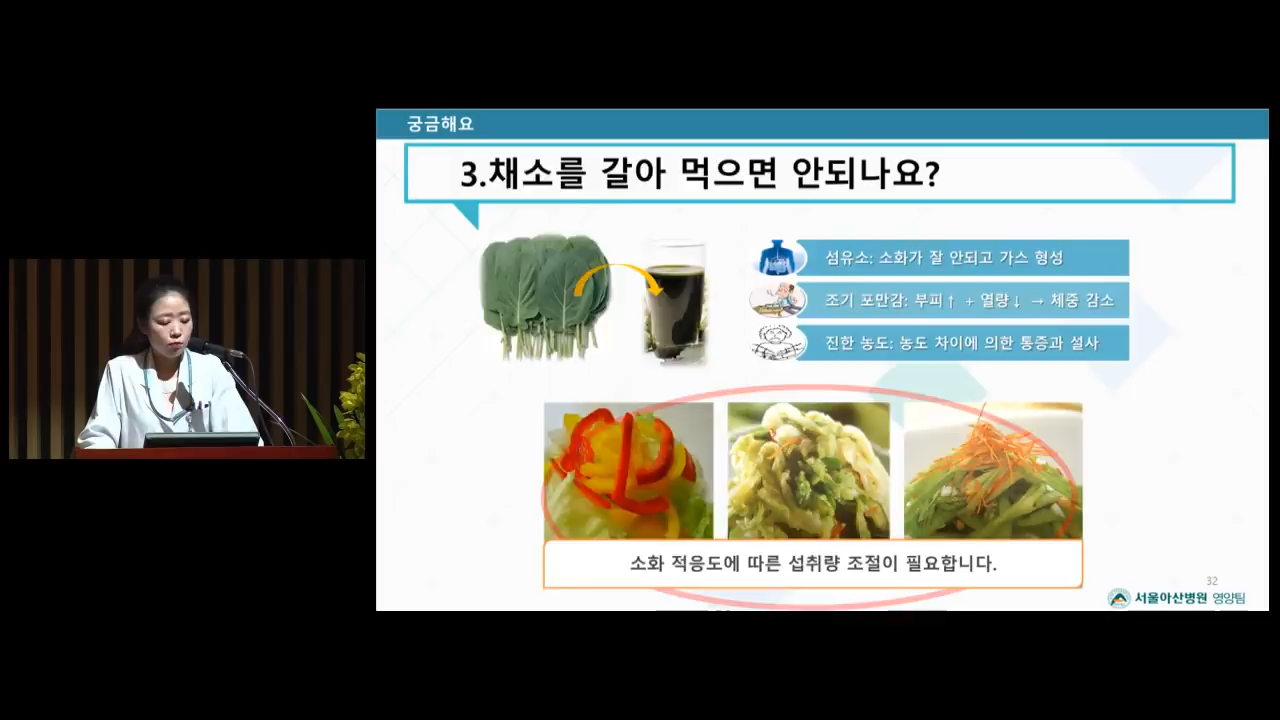 궁금해요
3.채소를 갈아 먹으면 안되나요?
섬유소: 소화가 잘 안되고 가스 형성
조기 포만감: 부피↑ + 열량↓ → 체중 감소
진한 농도: 농도 차이에 의한 통증과 설사
소화 적응도에 따른 섭취량 조절이 필요합니다.
32
서울아산병원 영양팀